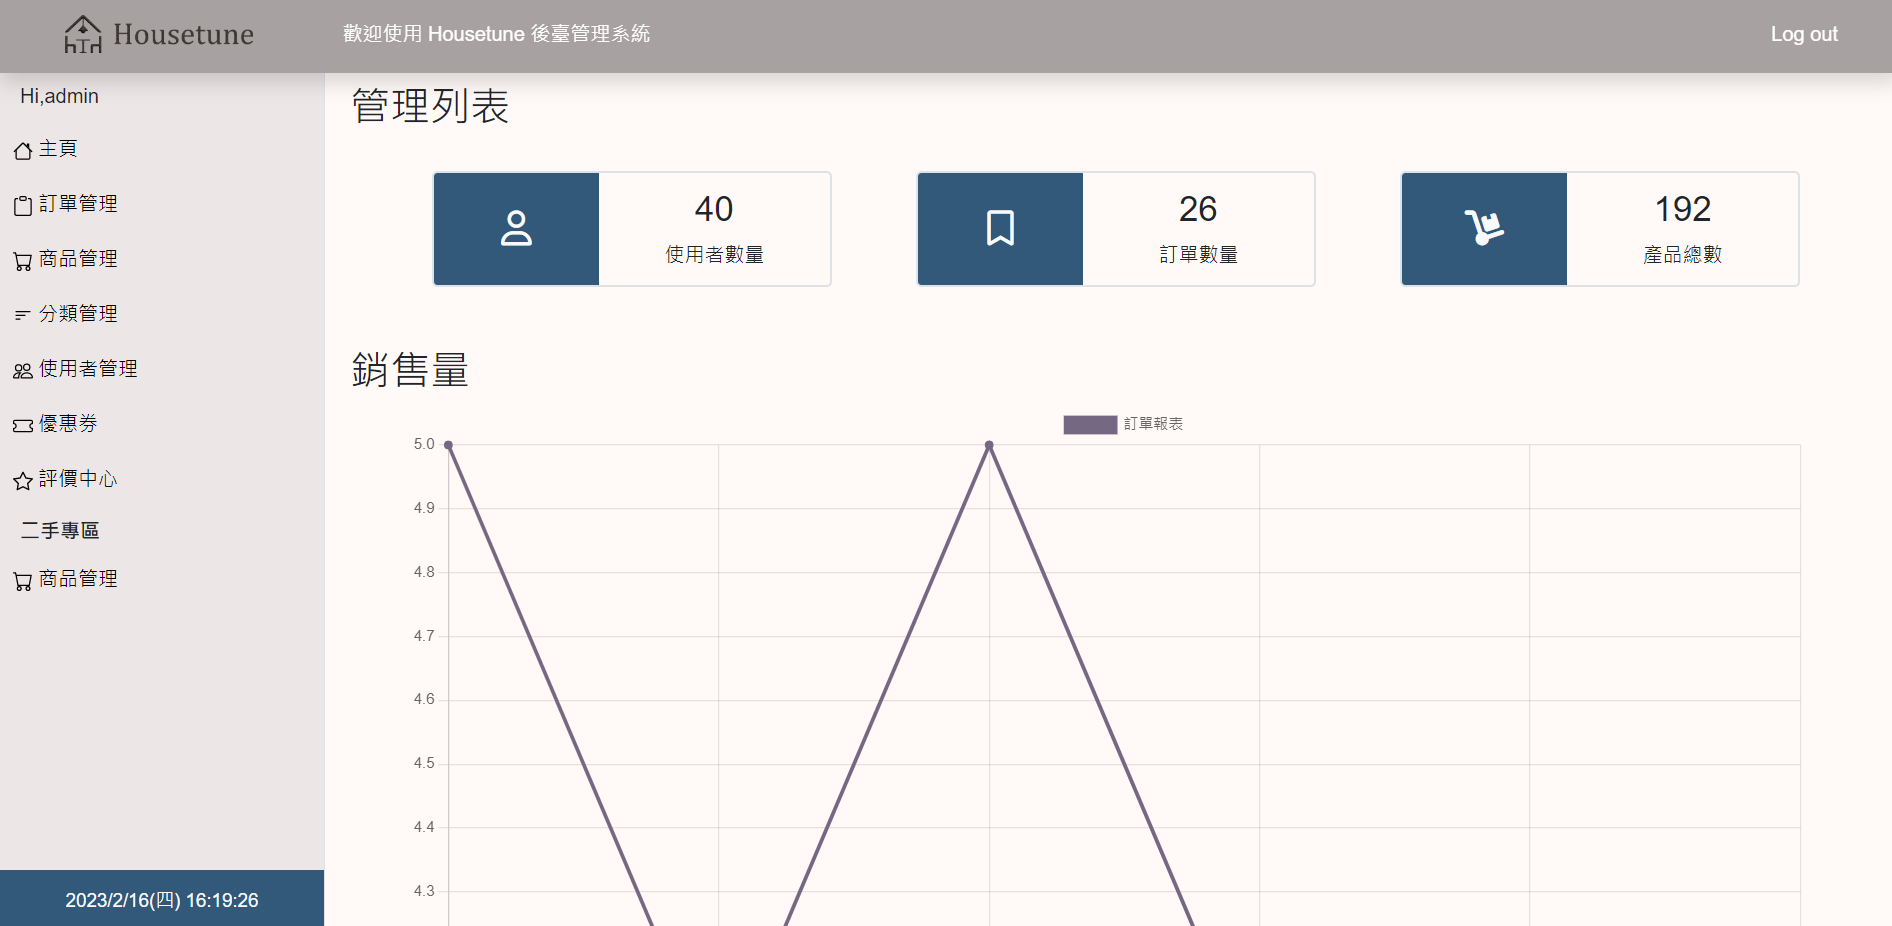 Housetune
歡迎使用 Housetune 後臺管理系統
Log out
Hi,admin
主頁
訂單管理
商品管理
分類管理
使用者管理
優惠券
評價中心
二手專區
商品管理
2023/2/16(四) 16:19:26
管理列表
40
使用者數量
26
訂單數量
192
產品總數
銷售量
訂單報表
5.0
4.9
4.8
4.7
4.6
4.5
4.4
4.3